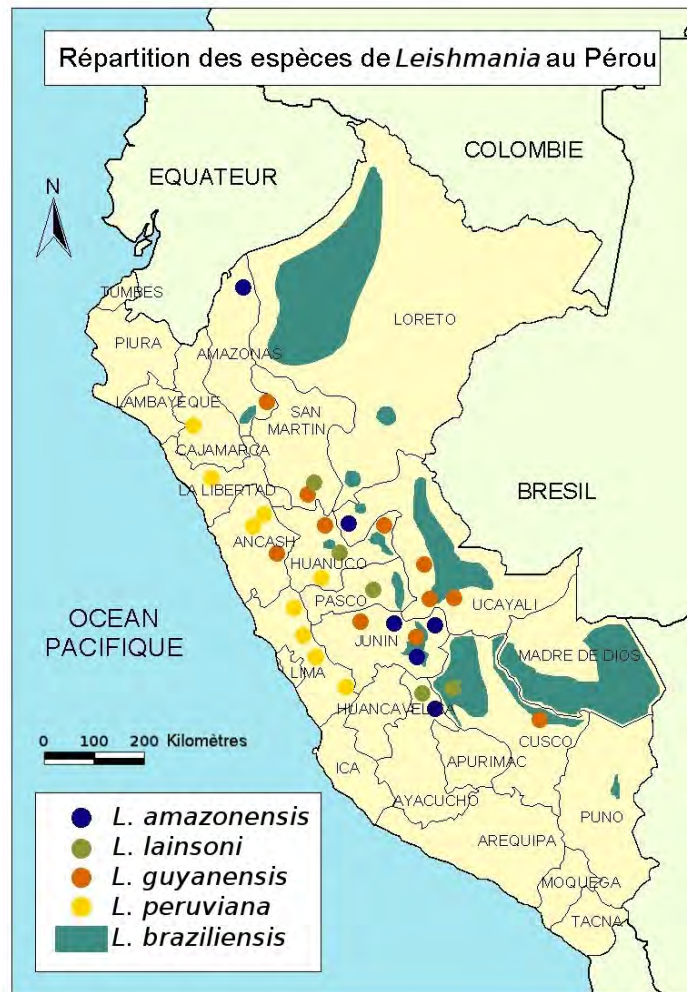 Répartition des espèces de Leishmania au Pérou
COLOMBIE
EQUATEUR
N
TUMBES
LORETO
PIURA
AMAZONAS
LAMBAYEQUE
SAN
MARTIN
CAJAMARCA
LA LIBERTAD
BRESIL
ANCASH
HUANUCO
PASCO
UCAYALI
OCEAN
PACIFIQUE
JUNIN
MADRE DE DIOS
LIMA
HUANCAVELICA
CUSCO
0 100 200 Kilomètres
ICA
APURIMAC
AYACUCHO
PUNO
AREQUIPA
MOQUEGA
TACNA
L. amazonensis
L. lainsoni
L. guyanensis
L. peruviana
L. braziliensis